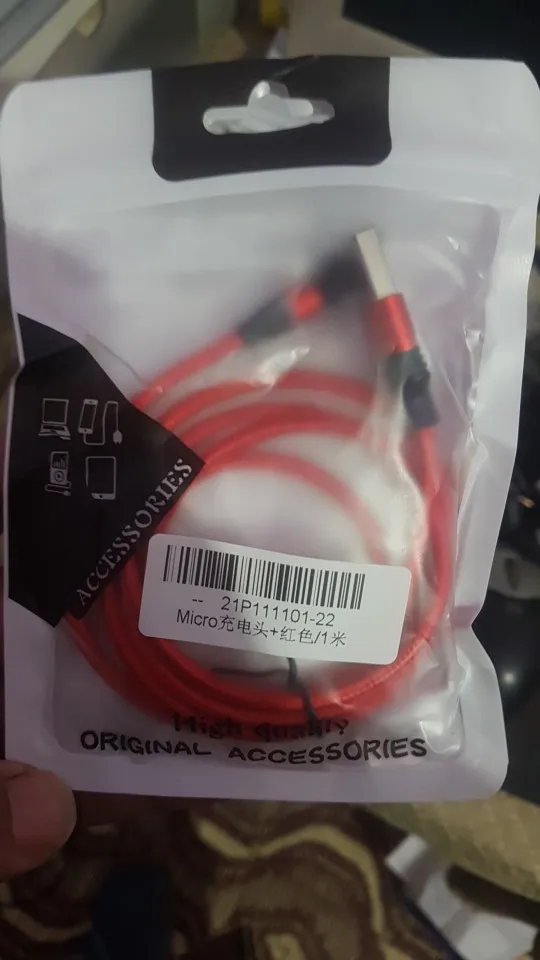 ACCESSORIES
-- 21P111101-22
Micro充电头+红色/1米
High quality
ORIGINAL ACCESSORIES